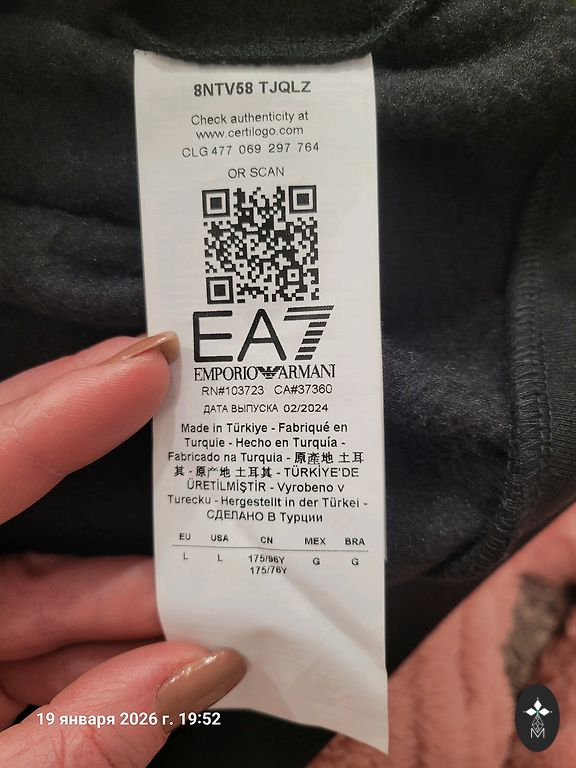 8NTV58 TJQLZ
Check authenticity at
www.certilogo.com
CLG 477 069 297 764
OR SCAN
EA7
EMPORIO ARMANI
RN#103723 CA#37360
ДАТА ВЫПУСКА 02/2024
Made in Türkiye - Fabriqué en
Turquie - Hecho en Turquía -
Fabricado na Turquia - 原產地 土耳
其 - 原产地 土耳其 - TÜRKİYE'DE
ÜRETİLMİŞTİR - Vyrobeno v
Turecku - Hergestellt in der Türkei -
СДЕЛАНО В Турции
EU USA CN MEX BRA
L L 175/96Y G G
175/76Y
19 января 2026 г. 19:52
M